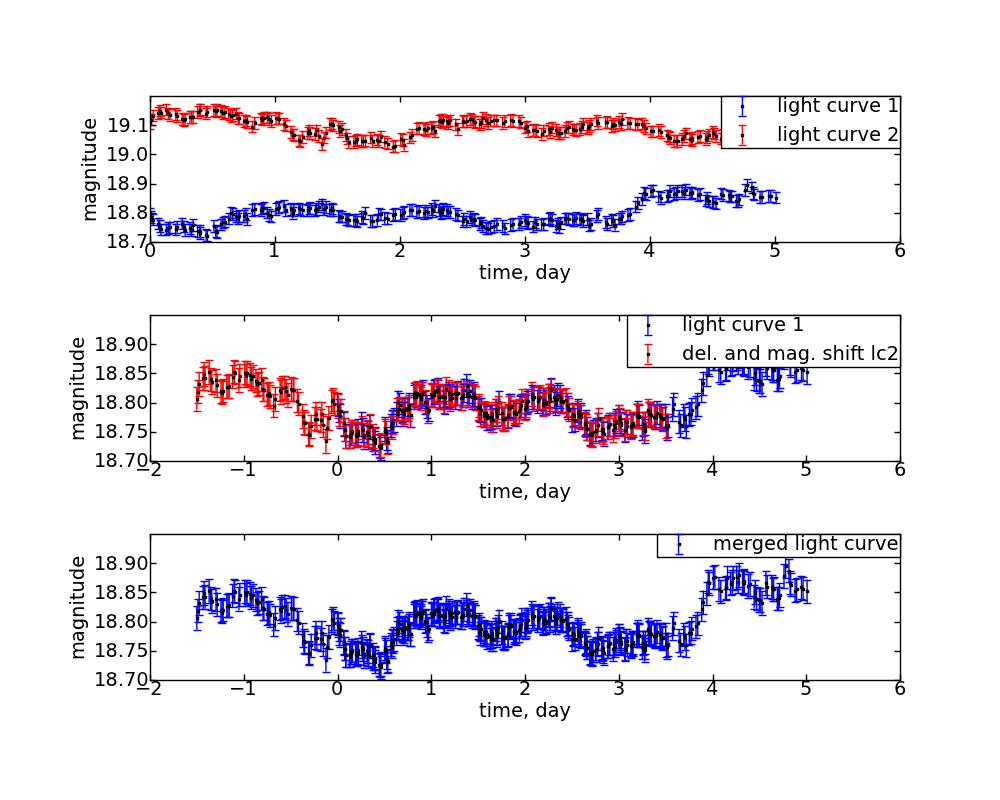 light curve 1
light curve 2
magnitude
19.1
19.0
18.9
18.8
18.7
0 1 2 3 4 5 6
time, day
light curve 1
del. and mag. shift lc2
magnitude
18.90
18.85
18.80
18.75
18.70
−2 −1 0 1 2 3 4 5 6
time, day
merged light curve
magnitude
18.90
18.85
18.80
18.75
18.70
−2 −1 0 1 2 3 4 5 6
time, day